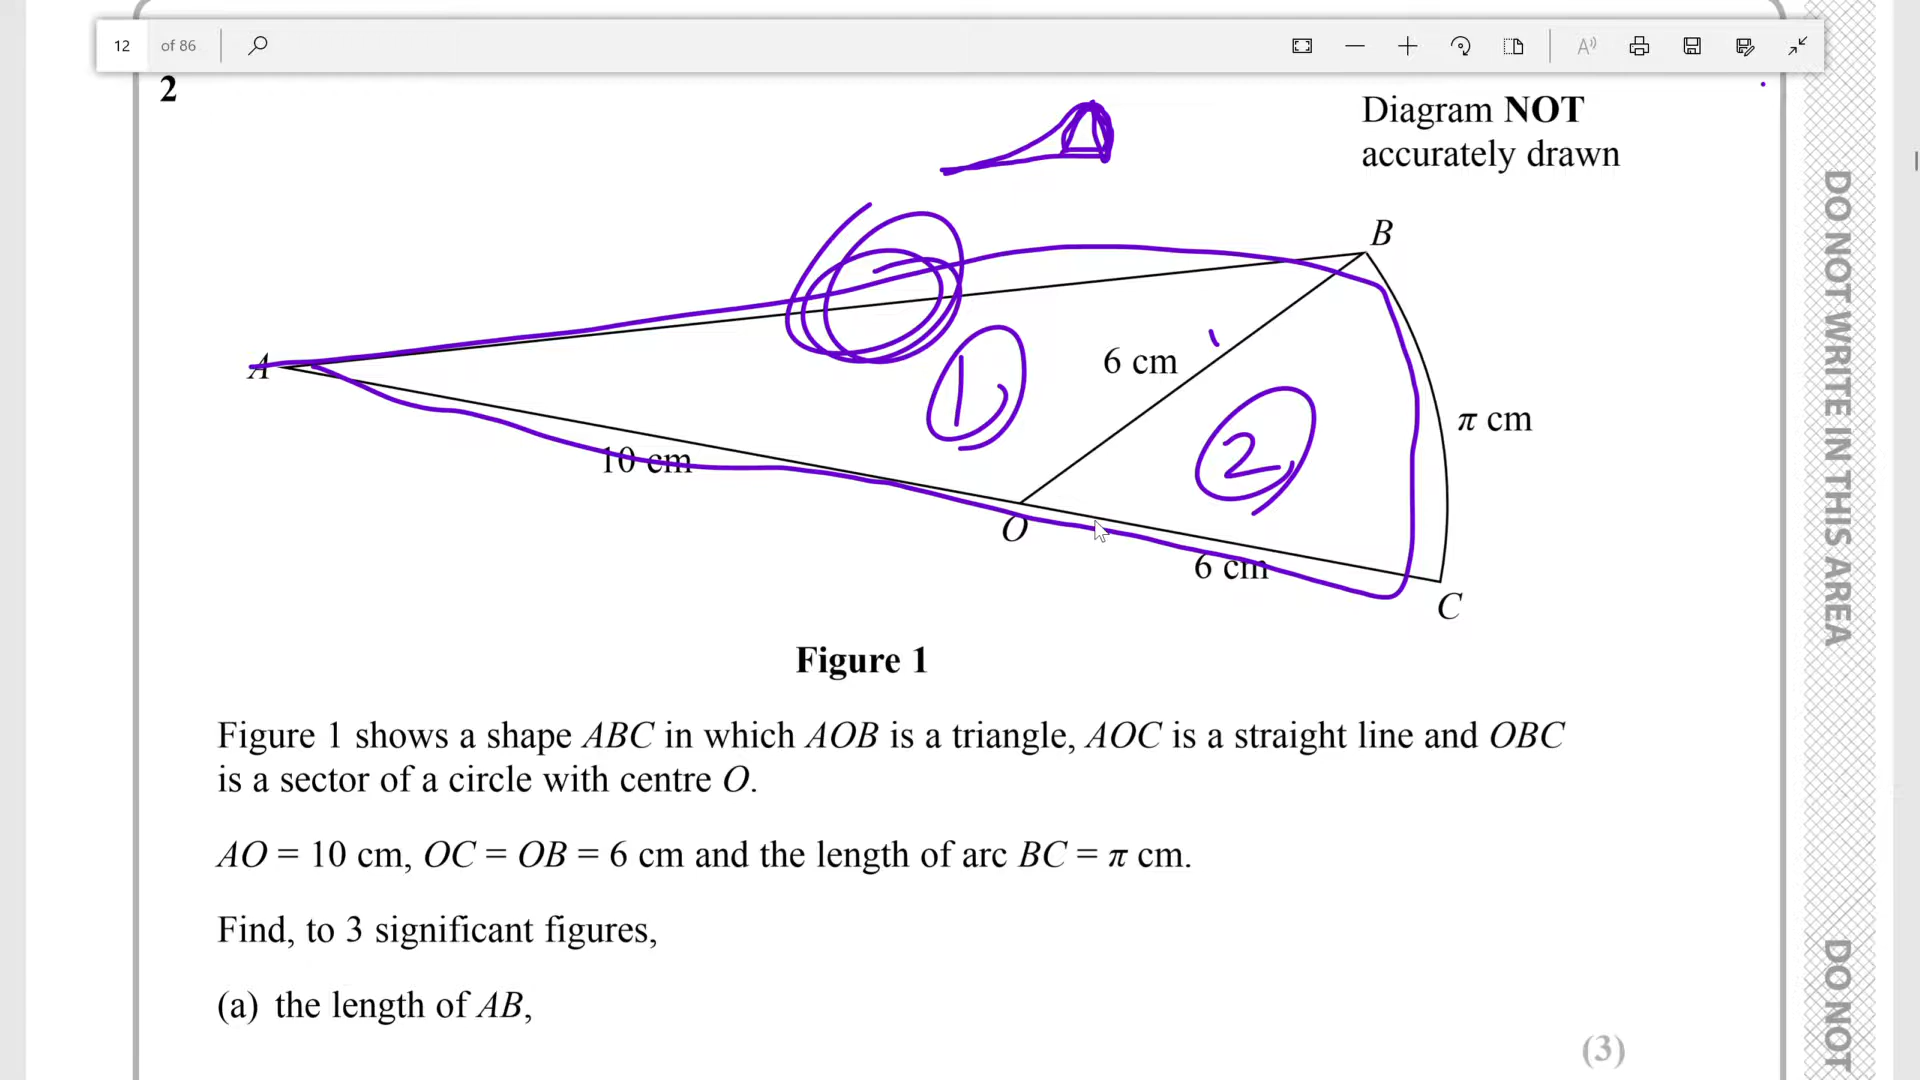 12 of 86
2
Diagram NOT
accurately drawn
B
A
1
6 cm
2
π cm
10 cm
O
6 cm
C
Figure 1
Figure 1 shows a shape ABC in which AOB is a triangle, AOC is a straight line and OBC
is a sector of a circle with centre O.
AO = 10 cm, OC = OB = 6 cm and the length of arc BC = π cm.
Find, to 3 significant figures,
(a) the length of AB,
(3)
DO NOT WRITE IN THIS AREA
DO NOT